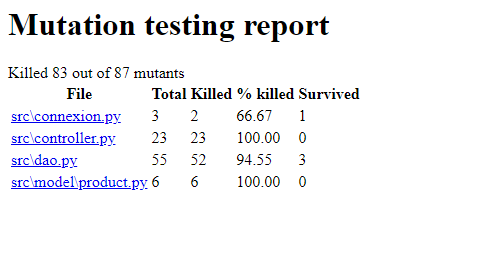 Mutation testing report
Killed 83 out of 87 mutants
File Total Killed % killed Survived
src\connexion.py 3 2 66.67 1
src\controller.py 23 23 100.00 0
src\dao.py 55 52 94.55 3
src\model\product.py 6 6 100.00 0